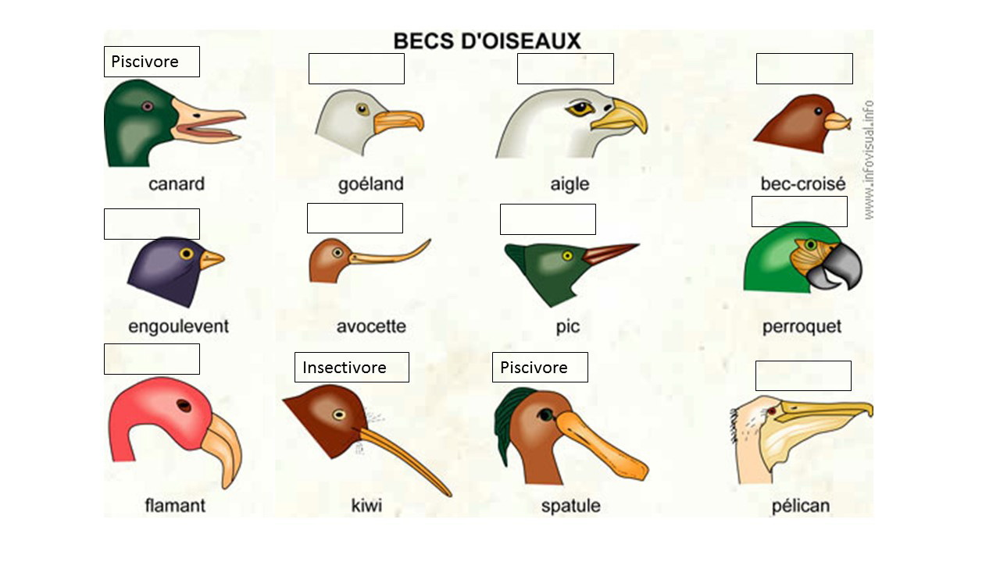 BECS D'OISEAUX
Piscivore
canard
goéland
aigle
bec-croisé
www.infovisual.info
engoulevent
avocette
pic
perroquet
Insectivore
Piscivore
flamant
kiwi
spatule
pélican